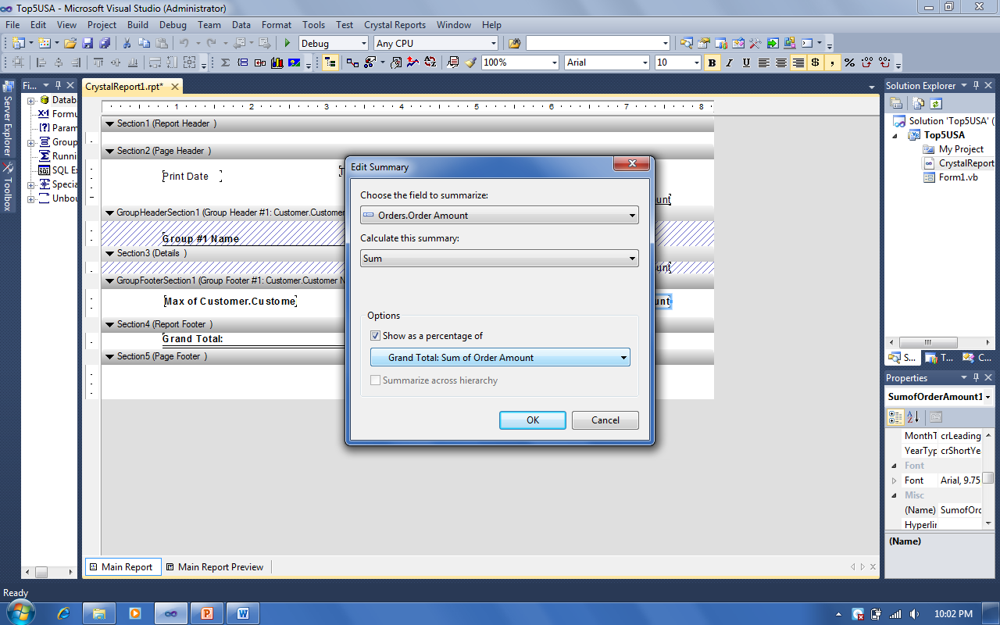 Top5USA - Microsoft Visual Studio (Administrator)
File Edit View Project Build Debug Team Data Format Tools Test Crystal Reports Window Help
Debug Any CPU
100% Arial 10 B I U $ , %
Server Explorer
Toolbox
Fi...
Datab
Formu
Param
Group
Runni
SQL Ex
Specia
Unbou
CrystalReport1.rpt*
1 2 3 4 5 6 7 8
Section1 (Report Header )
Section2 (Page Header )
Print Date
unt
GroupHeaderSection1 (Group Header #1: Customer.Customer
Group #1 Name
Section3 (Details )
unt
GroupFooterSection1 (Group Footer #1: Customer.Customer N
Max of Customer.Custome
unt
Section4 (Report Footer )
Grand Total:
Section5 (Page Footer )
Edit Summary
Choose the field to summarize:
Orders.Order Amount
Calculate this summary:
Sum
Options
Show as a percentage of
Grand Total: Sum of Order Amount
Summarize across hierarchy
OK Cancel
Main Report Main Report Preview
Solution Explorer
Solution 'Top5USA' (
Top5USA
My Project
CrystalReport
Form1.vb
S... T... C...
Properties
SumofOrderAmount1
MonthT crLeading
YearTyp crShortYe
Font
Font Arial, 9.75
Misc
(Name) SumofOrd
Hyperlin
(Name)
Ready
10:02 PM